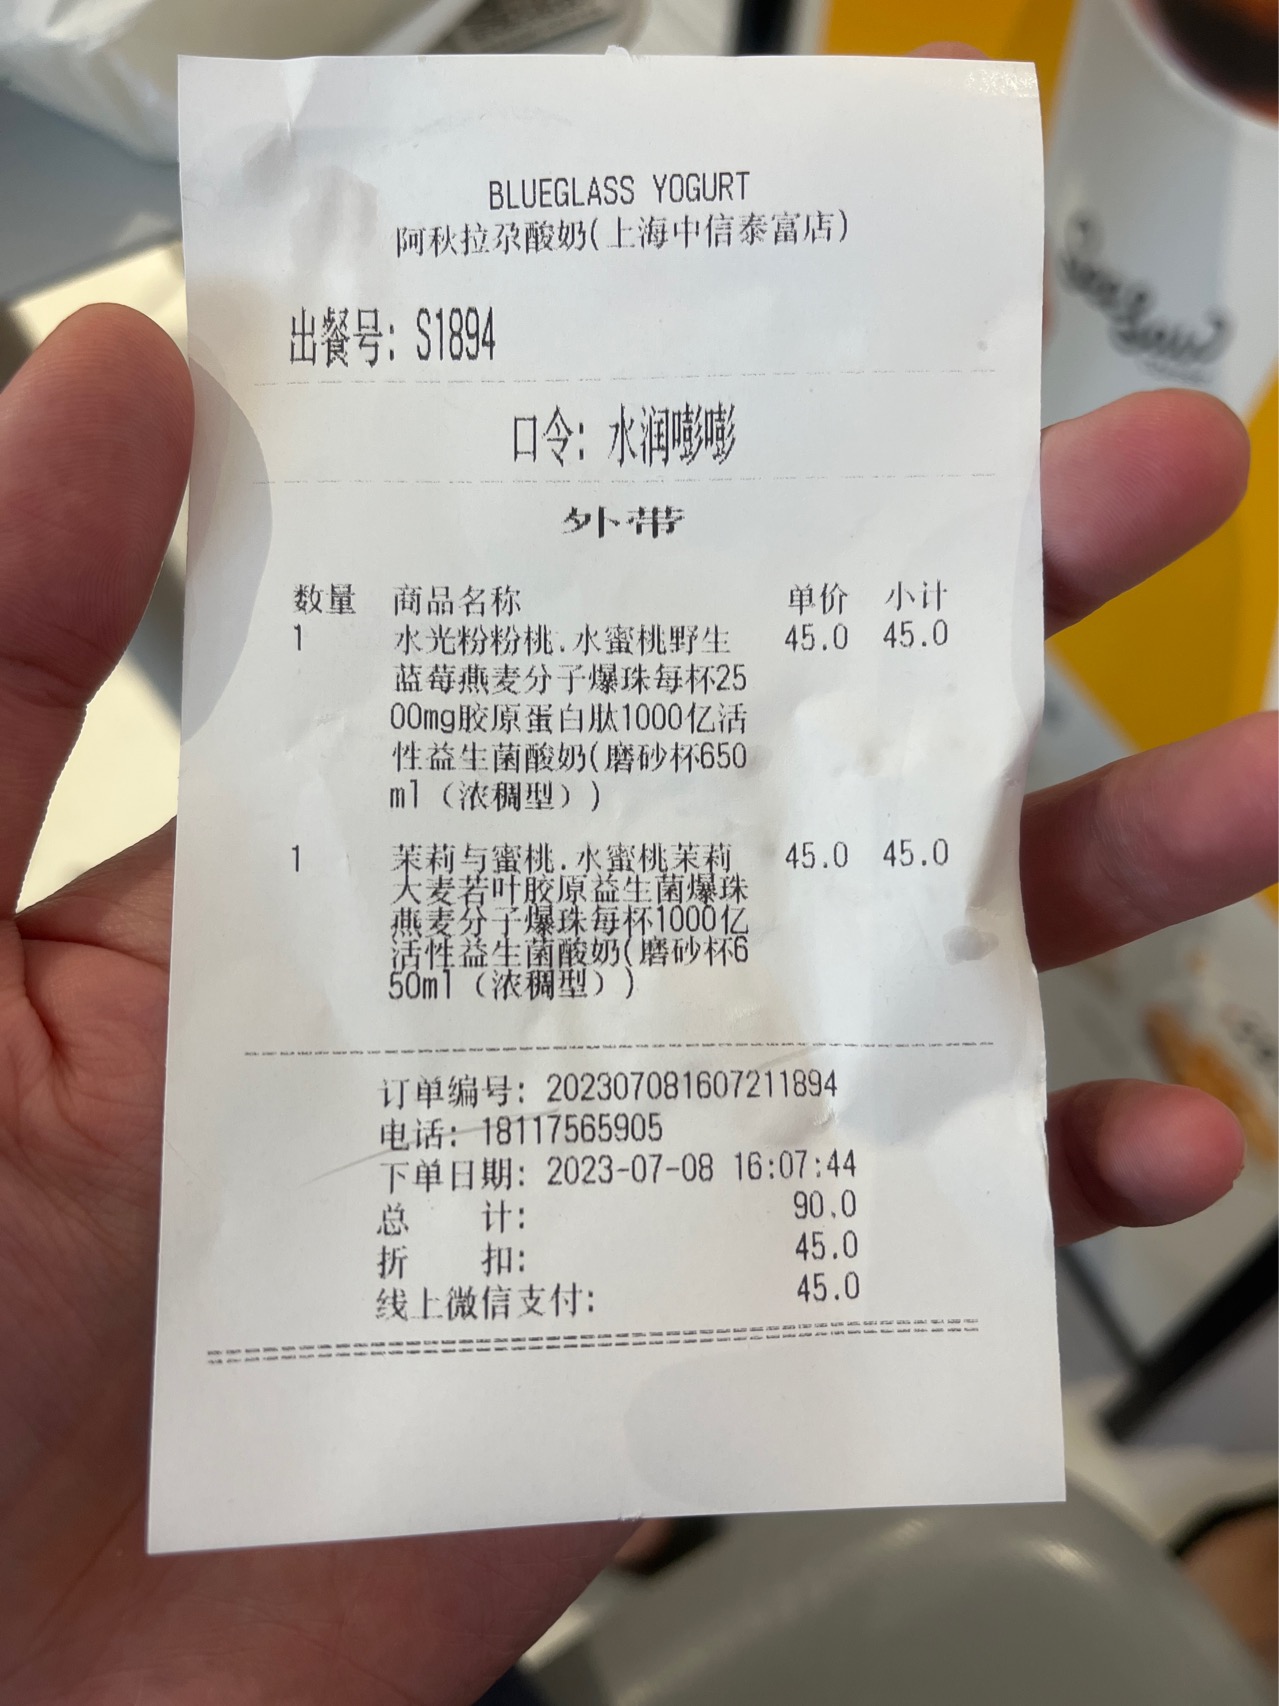 BLUEGLASS YOGURT
阿秋拉尕酸奶(上海中信泰富店)
出餐号: S1894
口令: 水润嘭嘭
外带
数量 商品名称 单价 小计
1 水光粉粉桃.水蜜桃野生 45.0 45.0
蓝莓燕麦分子爆珠每杯25
00mg胶原蛋白肽1000亿活
性益生菌酸奶(磨砂杯650
ml（浓稠型）)
1 茉莉与蜜桃.水蜜桃茉莉 45.0 45.0
大麦若叶胶原益生菌爆珠
燕麦分子爆珠每杯1000亿
活性益生菌酸奶(磨砂杯6
50ml（浓稠型）)
订单编号: 202307081607211894
电话: 18117565905
下单日期: 2023-07-08 16:07:44
总 计: 90.0
折 扣: 45.0
线上微信支付: 45.0